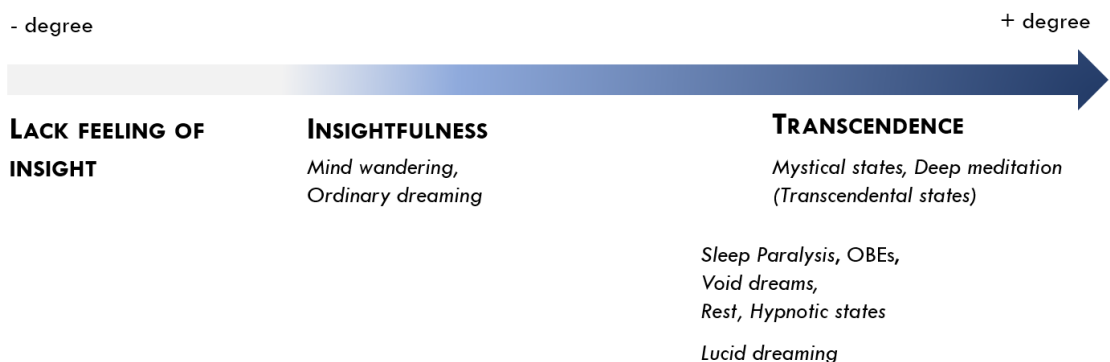 - degree
+ degree
LACK FEELING OF
INSIGHT
INSIGHTFULNESS
Mind wandering,
Ordinary dreaming
TRANSCENDENCE
Mystical states, Deep meditation
(Transcendental states)
Sleep Paralysis, OBEs,
Void dreams,
Rest, Hypnotic states
Lucid dreaming